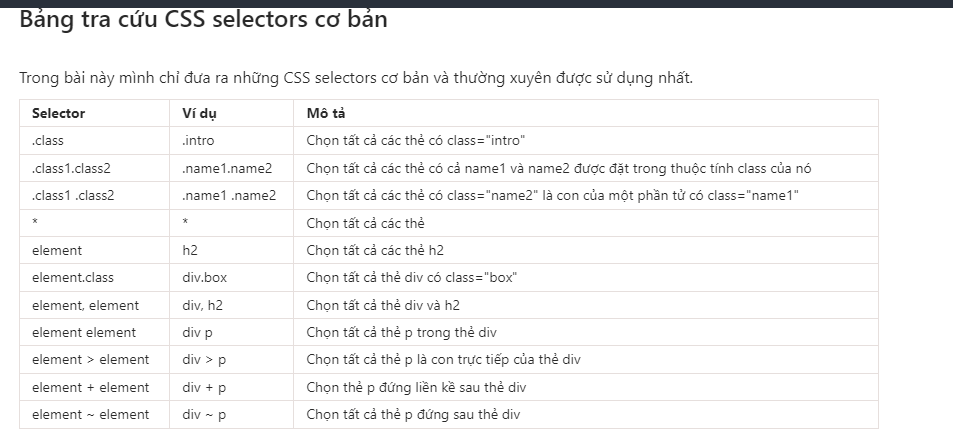 Bảng tra cứu CSS selectors cơ bản
Trong bài này mình chỉ đưa ra những CSS selectors cơ bản và thường xuyên được sử dụng nhất.
Selector Ví dụ Mô tả
.class .intro Chọn tất cả các thẻ có class="intro"
.class1.class2 .name1.name2 Chọn tất cả các thẻ có cả name1 và name2 được đặt trong thuộc tính class của nó
.class1 .class2 .name1 .name2 Chọn tất cả các thẻ có class="name2" là con của một phần tử có class="name1"
* * Chọn tất cả các thẻ
element h2 Chọn tất cả các thẻ h2
element.class div.box Chọn tất cả thẻ div có class="box"
element, element div, h2 Chọn tất cả thẻ div và h2
element element div p Chọn tất cả thẻ p trong thẻ div
element > element div > p Chọn tất cả thẻ p là con trực tiếp của thẻ div
element + element div + p Chọn thẻ p đứng liền kề sau thẻ div
element ~ element div ~ p Chọn tất cả thẻ p đứng sau thẻ div